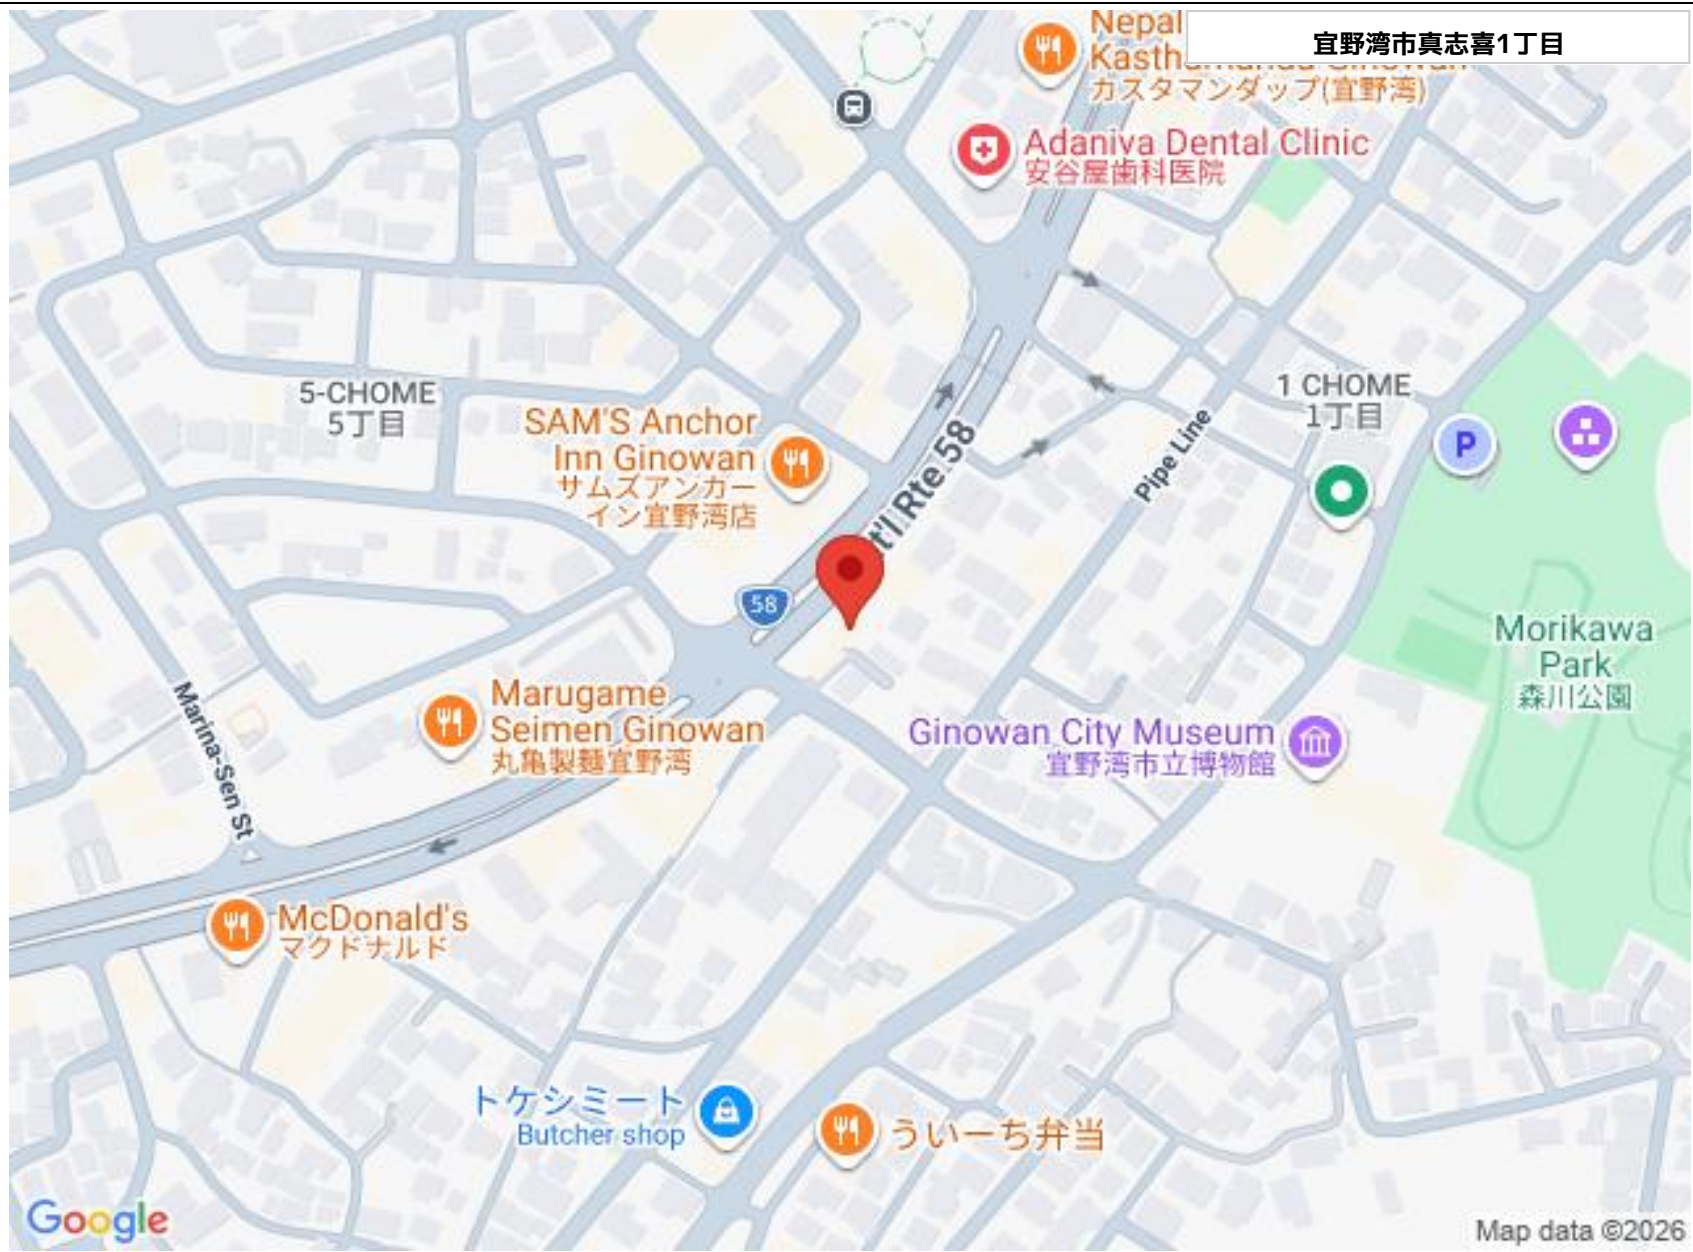 Nepal
宜野湾市真志喜1丁目
カスタマンダップ(宜野湾)
Adaniva Dental Clinic
安谷屋歯科医院
5-CHOME
5丁目
1 CHOME
1丁目
SAM'S Anchor
Inn Ginowan
サムズアンカー
イン宜野湾店
Rte 58
Pipe Line
P
58
Morikawa
Park
森川公園
Marugame
Seimen Ginowan
丸亀製麺宜野湾
Ginowan City Museum
宜野湾市立博物館
Marina-Sen St
McDonald's
マクドナルド
トケシミート
Butcher shop
ういーち弁当
Google
Map data ©2026